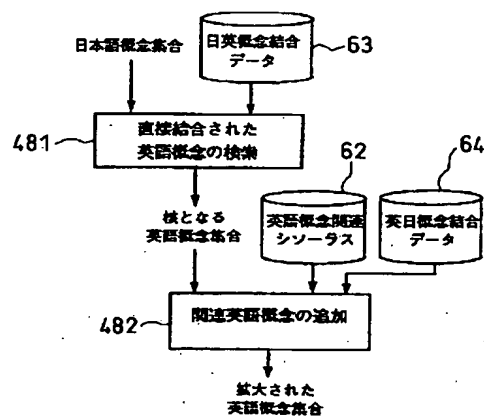 日本語概念集合
日英概念結合
データ
63
481
直接結合された
英語概念の検索
核となる
英語概念集合
62
英語概念関連
シソーラス
64
英日概念結合
データ
482
関連英語概念の追加
拡大された
英語概念集合